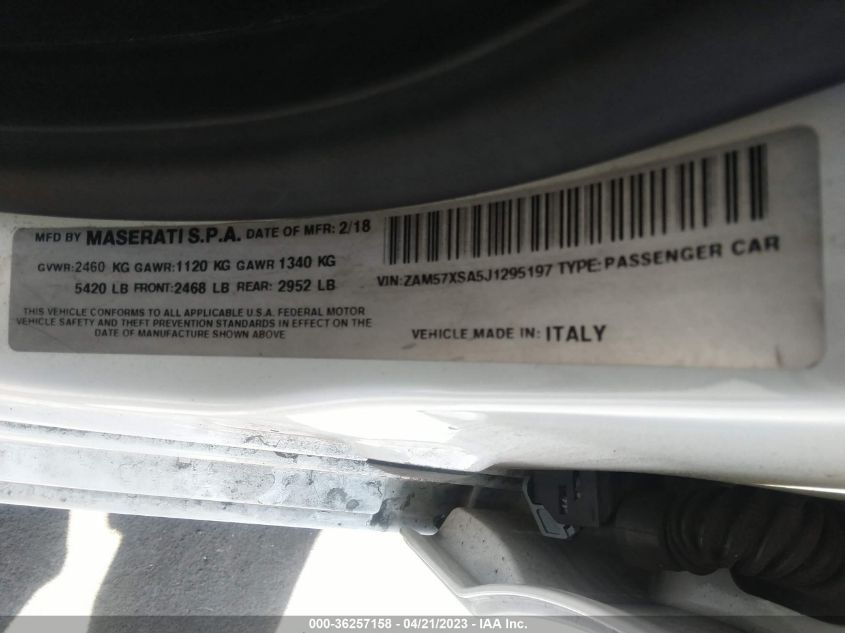 MFD BY MASERATI S.P.A. DATE OF MFR: 2/18
GVWR:2460 KG GAWR:1120 KG GAWR 1340 KG
5420 LB FRONT:2468 LB REAR: 2952 LB
THIS VEHICLE CONFORMS TO ALL APPLICABLE U.S.A. FEDERAL MOTOR
VEHICLE SAFETY AND THEFT PREVENTION STANDARDS IN EFFECT ON THE
DATE OF MANUFACTURE SHOWN ABOVE
VIN:ZAM57XSA5J1295197 TYPE:PASSENGER CAR
VEHICLE MADE IN: ITALY
000-36257158 - 04/21/2023 - IAA Inc.